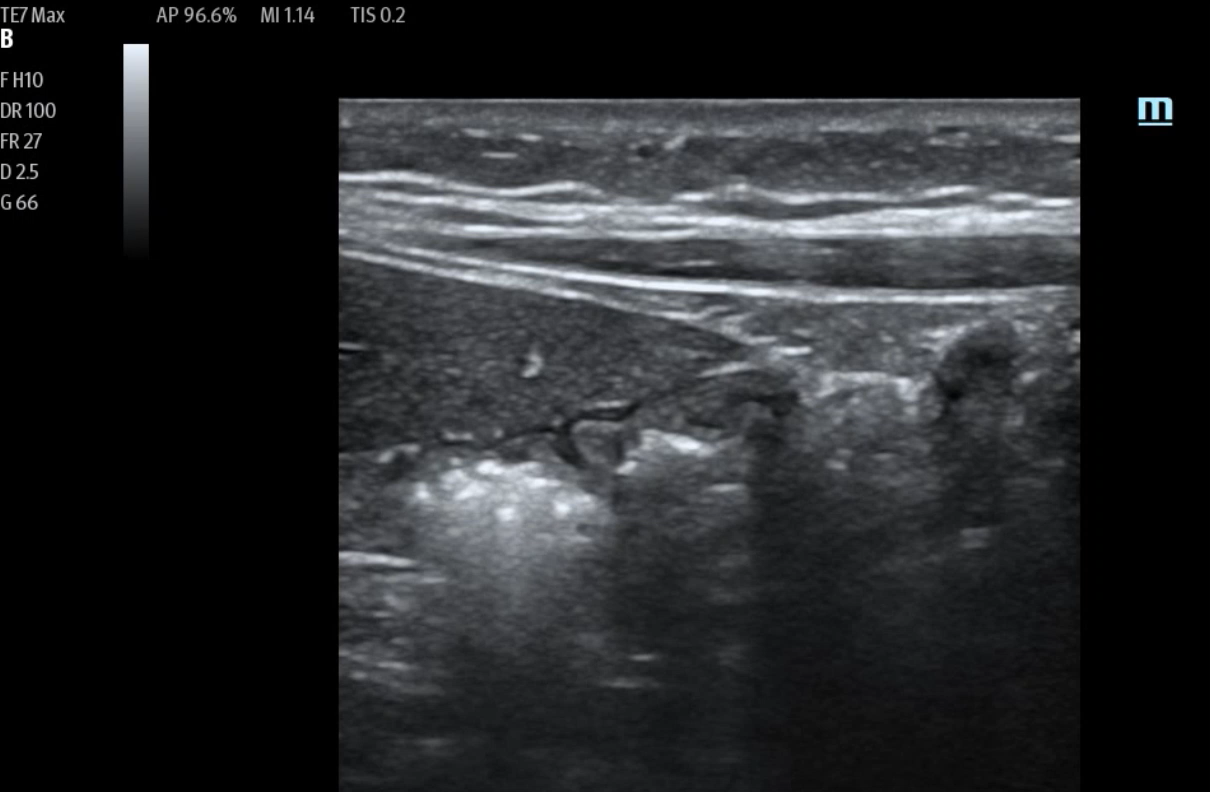 TE7 Max AP 96.6% MI 1.14 TIS 0.2
B
F H10
DR 100
FR 27
D 2.5
G 66
m